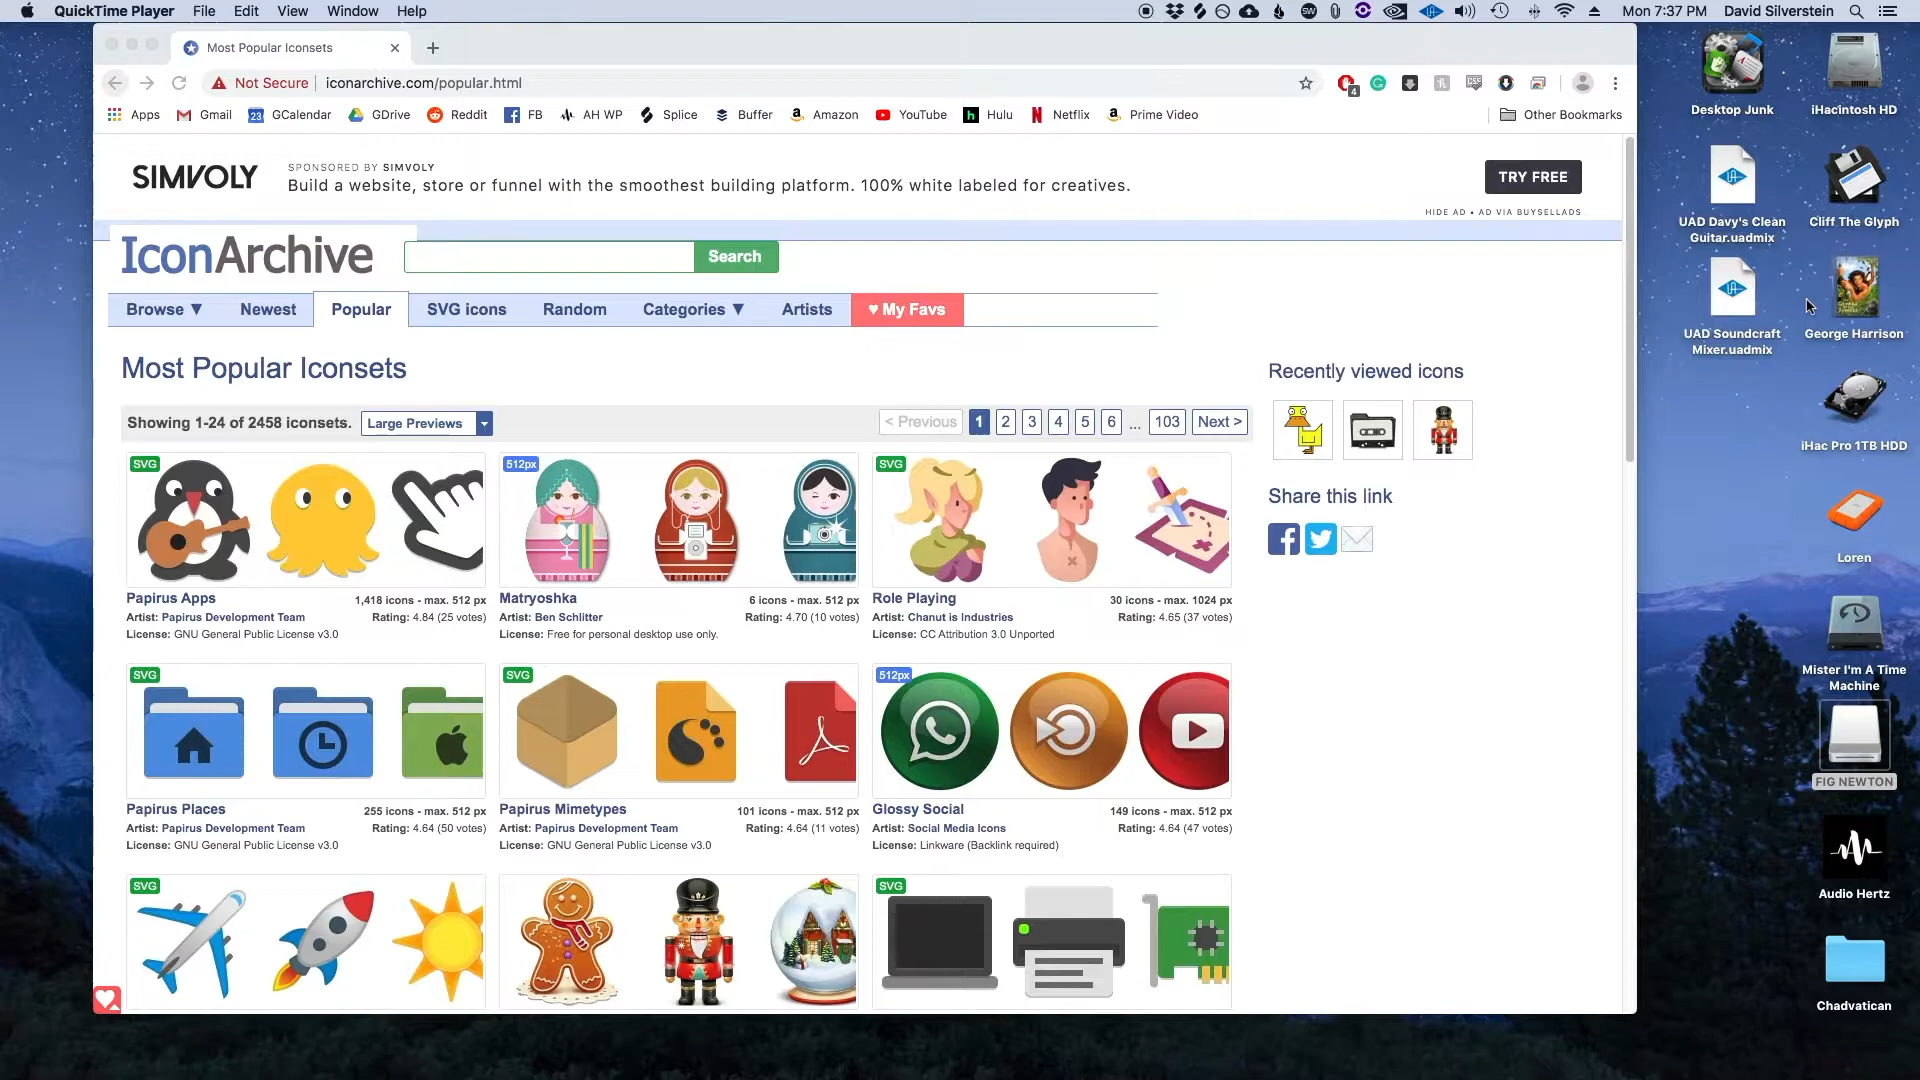 QuickTime Player File Edit View Window Help
Mon 7:37 PM David Silverstein
Most Popular Iconsets
Not Secure iconarchive.com/popular.html
4
Apps Gmail GCalendar GDrive Reddit FB AH WP Splice Buffer Amazon YouTube Hulu Netflix Prime Video Other Bookmarks
SIMVOLY
SPONSORED BY SIMVOLY
Build a website, store or funnel with the smoothest building platform. 100% white labeled for creatives.
TRY FREE
HIDE AD • AD VIA BUYSELLADS
IconArchive
Search
Browse ▼ Newest Popular SVG icons Random Categories ▼ Artists ♥ My Favs
Most Popular Iconsets
Showing 1-24 of 2458 iconsets. Large Previews
< Previous 1 2 3 4 5 6 ... 103 Next >
SVG 512px SVG
Papirus Apps 1,418 icons - max. 512 px
Artist: Papirus Development Team Rating: 4.84 (25 votes)
License: GNU General Public License v3.0
Matryoshka 6 icons - max. 512 px
Artist: Ben Schlitter Rating: 4.70 (10 votes)
License: Free for personal desktop use only.
Role Playing 30 icons - max. 1024 px
Artist: Chanut is Industries Rating: 4.65 (37 votes)
License: CC Attribution 3.0 Unported
SVG SVG 512px
Papirus Places 255 icons - max. 512 px
Artist: Papirus Development Team Rating: 4.64 (50 votes)
License: GNU General Public License v3.0
Papirus Mimetypes 101 icons - max. 512 px
Artist: Papirus Development Team Rating: 4.64 (11 votes)
License: GNU General Public License v3.0
Glossy Social 149 icons - max. 512 px
Artist: Social Media Icons Rating: 4.64 (47 votes)
License: Linkware (Backlink required)
SVG SVG
Recently viewed icons
Share this link
Desktop Junk
iHacintosh HD
UAD Davy's Clean
Guitar.uadmix
Cliff The Glyph
UAD Soundcraft
Mixer.uadmix
George Harrison
iHac Pro 1TB HDD
Loren
Mister I'm A Time
Machine
FIG NEWTON
Audio Hertz
Chadvatican